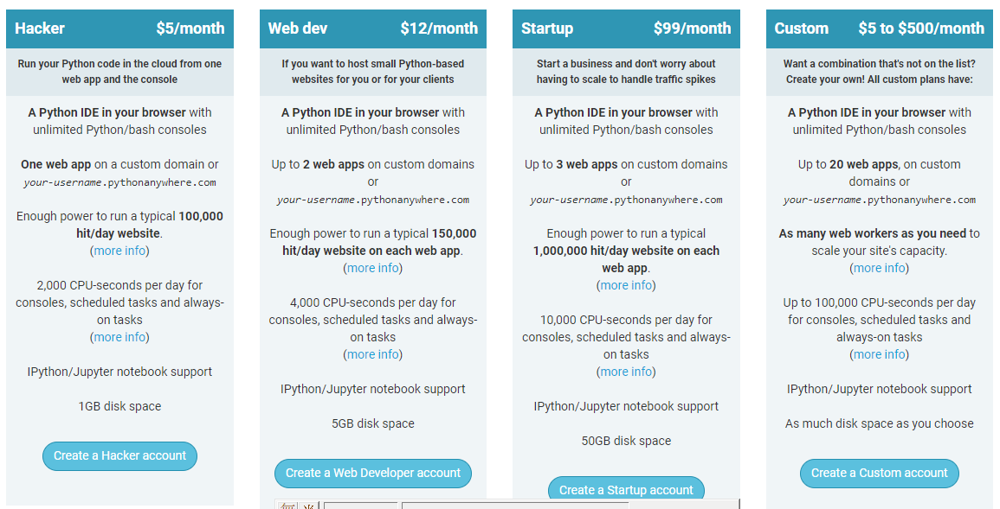 Hacker $5/month
Run your Python code in the cloud from one
web app and the console
A Python IDE in your browser with
unlimited Python/bash consoles
One web app on a custom domain or
your-username.pythonanywhere.com
Enough power to run a typical 100,000
hit/day website.
(more info)
2,000 CPU-seconds per day for
consoles, scheduled tasks and always-
on tasks
(more info)
IPython/Jupyter notebook support
1GB disk space
Create a Hacker account
Web dev $12/month
If you want to host small Python-based
websites for you or for your clients
A Python IDE in your browser with
unlimited Python/bash consoles
Up to 2 web apps on custom domains
or
your-username.pythonanywhere.com
Enough power to run a typical 150,000
hit/day website on each web app.
(more info)
4,000 CPU-seconds per day for
consoles, scheduled tasks and always-
on tasks
(more info)
IPython/Jupyter notebook support
5GB disk space
Create a Web Developer account
Startup $99/month
Start a business and don't worry about
having to scale to handle traffic spikes
A Python IDE in your browser with
unlimited Python/bash consoles
Up to 3 web apps on custom domains
or
your-username.pythonanywhere.com
Enough power to run a typical
1,000,000 hit/day website on each
web app.
(more info)
10,000 CPU-seconds per day for
consoles, scheduled tasks and always-
on tasks
(more info)
IPython/Jupyter notebook support
50GB disk space
Create a Startup account
Custom $5 to $500/month
Want a combination that's not on the list?
Create your own! All custom plans have:
A Python IDE in your browser with
unlimited Python/bash consoles
Up to 20 web apps, on custom
domains or
your-username.pythonanywhere.com
As many web workers as you need to
scale your site's capacity.
(more info)
Up to 100,000 CPU-seconds per day
for consoles, scheduled tasks and
always-on tasks
(more info)
IPython/Jupyter notebook support
As much disk space as you choose
Create a Custom account